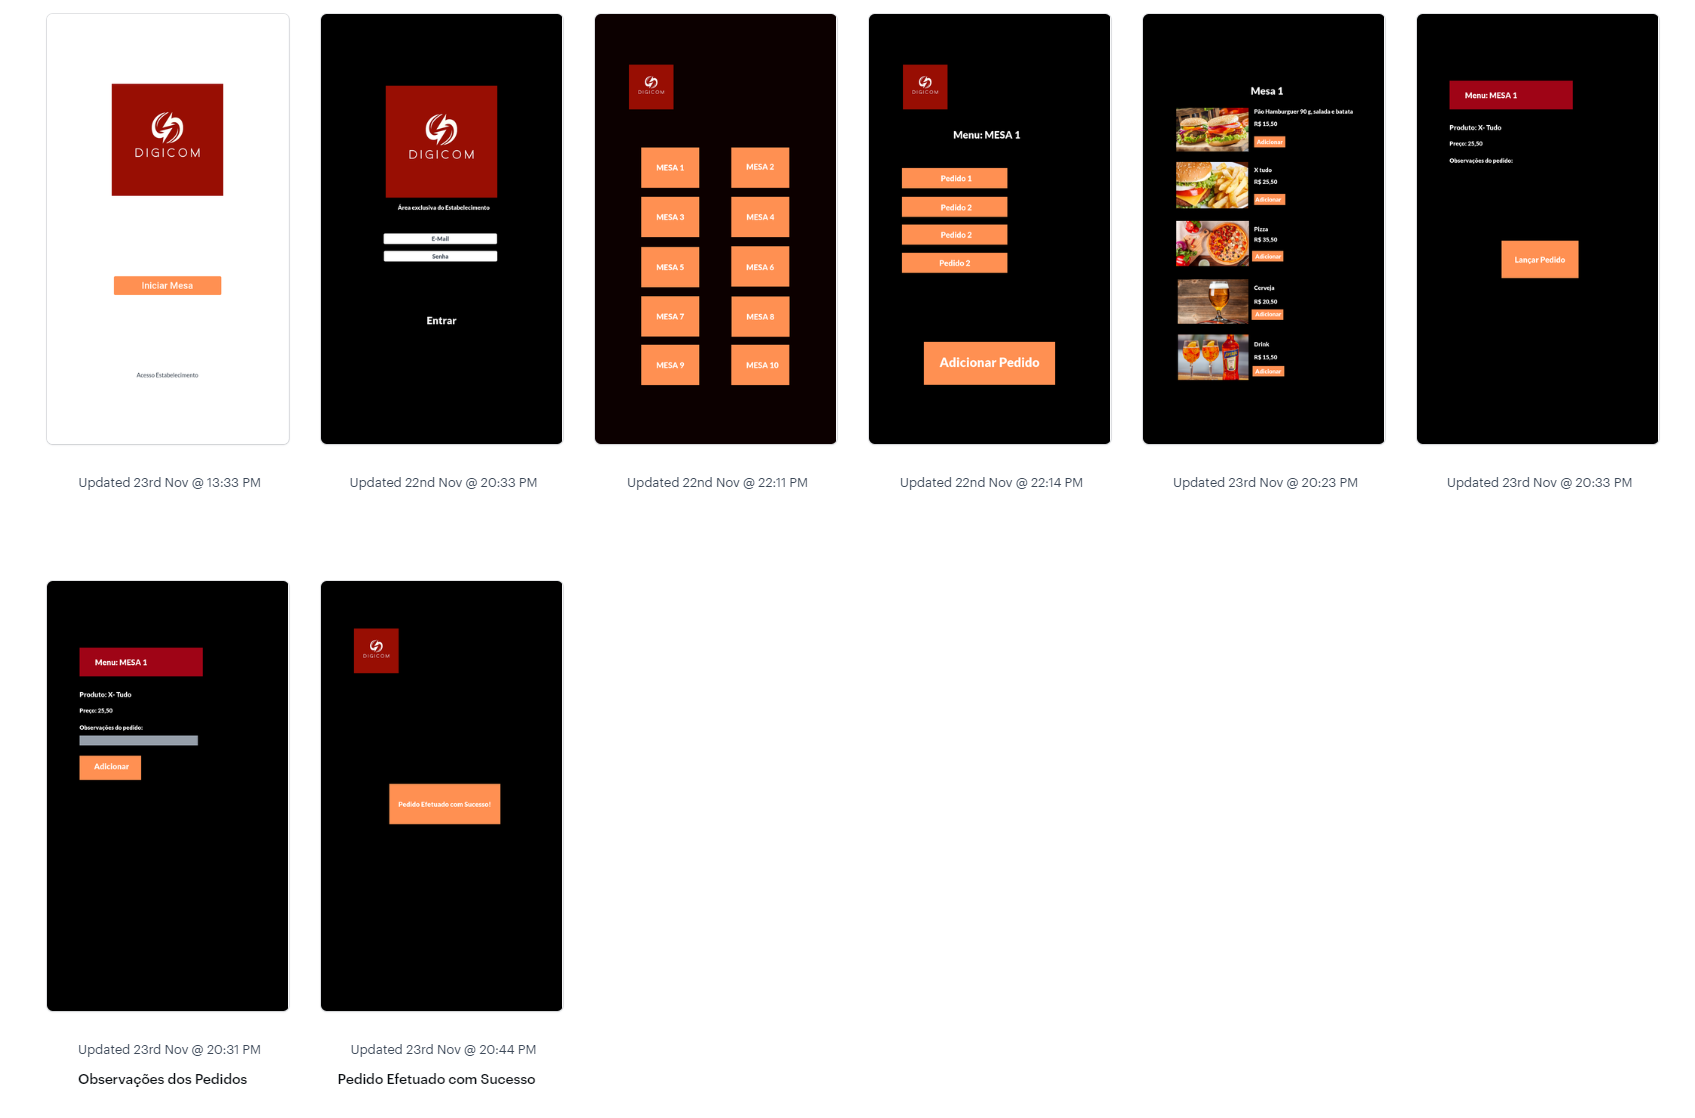 DIGICOM
Iniciar Mesa
Acesso Estabelecimento
Updated 23rd Nov @ 13:33 PM
DIGICOM
Área exclusiva do Estabelecimento
E-Mail
Senha
Entrar
Updated 22nd Nov @ 20:33 PM
DIGICOM
MESA 1
MESA 2
MESA 3
MESA 4
MESA 5
MESA 6
MESA 7
MESA 8
MESA 9
MESA 10
Updated 22nd Nov @ 22:11 PM
DIGICOM
Menu: MESA 1
Pedido 1
Pedido 2
Pedido 2
Pedido 2
Adicionar Pedido
Updated 22nd Nov @ 22:14 PM
Mesa 1
Pão Hamburguer 90 g, salada e batata
R$ 15,50
Adicionar
X tudo
R$ 25,50
Adicionar
Pizza
R$ 35,50
Adicionar
Cerveja
R$ 20,50
Adicionar
Drink
R$ 15,50
Adicionar
Updated 23rd Nov @ 20:23 PM
Menu: MESA 1
Produto: X- Tudo
Preço: 25,50
Observações do pedido:
Lançar Pedido
Updated 23rd Nov @ 20:33 PM
Menu: MESA 1
Produto: X- Tudo
Preço: 25,50
Observações do pedido:
Adicionar
Updated 23rd Nov @ 20:31 PM
Observações dos Pedidos
DIGICOM
Pedido Efetuado com Sucesso!
Updated 23rd Nov @ 20:44 PM
Pedido Efetuado com Sucesso